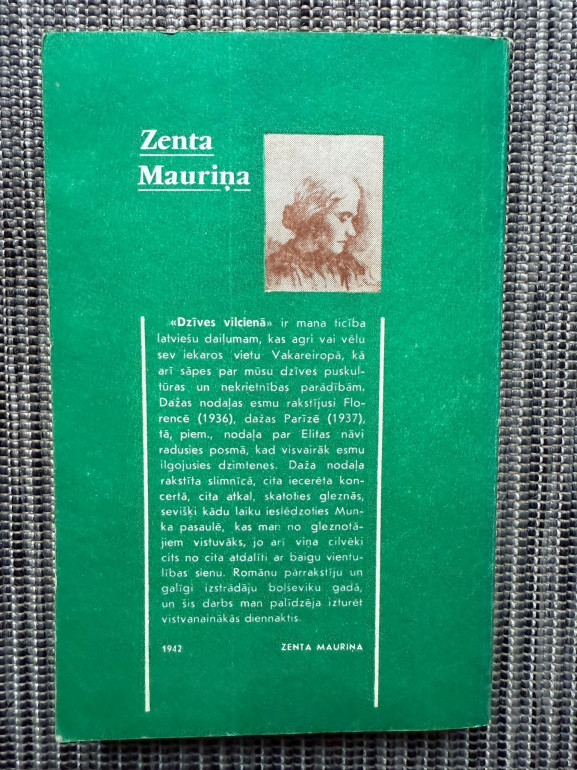 Zenta
Mauriņa
«Dzīves vilcienā» ir mana ticība
latviešu daiļumam, kas agri vai vēlu
sev iekaros vietu Vakareiropā, kā
arī sāpes par mūsu dzīves puskul-
tūras un nekrietnības parādībām.
Dažas nodaļas esmu rakstījusi Flo-
rencē (1936), dažas Parīzē (1937),
tā, piem., nodaļa par Elitas nāvi
radusies posmā, kad visvairāk esmu
ilgojusies dzimtenes. Daža nodaļa
rakstīta slimnīcā, cita iecerēta kon-
certā, cita atkal, skatoties gleznās,
sevišķi kādu laiku ieslēdzoties Mun-
ka pasaulē, kas man no gleznotā-
jiem vistuvāks, jo arī viņa cilvēki
cits no cita atdalīti ar baigu vientu-
lības sienu. Romānu pārrakstīju un
galīgi izstrādāju boļševiku gadā,
un šis darbs man palīdzēja izturēt
vistvanainākās diennaktis.
1942 ZENTA MAURIŅA